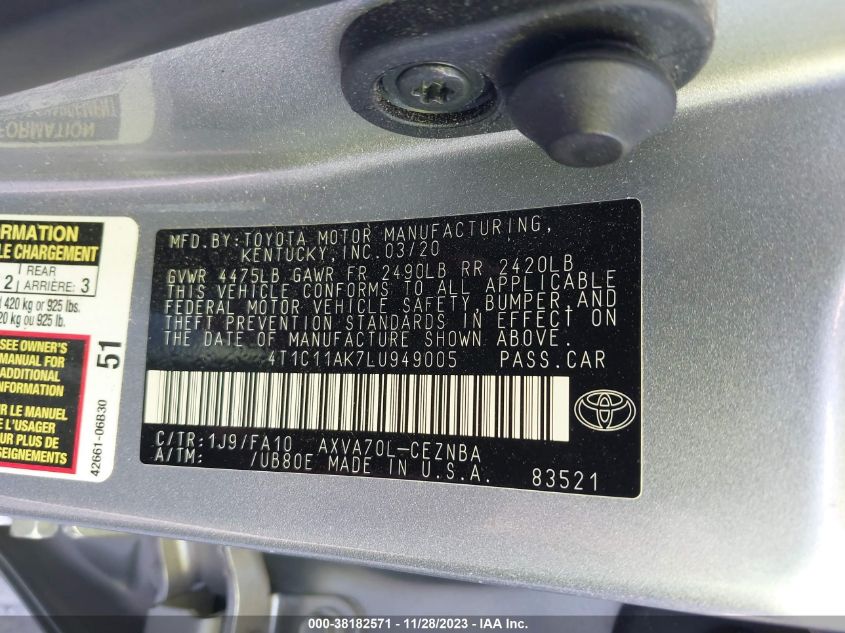 FORMATION
RMATION
LE CHARGEMENT
2 REAR ARRIÈRE: 3
420 kg or 925 lbs.
20 kg ou 925 lb.
SEE OWNER'S
MANUAL FOR
UR LE MANUEL
L'USAGER
R PLUS DE
51
42661-06B30
MFD.BY:TOYOTA MOTOR MANUFACTURING,
KENTUCKY,INC.03/20
GVWR 4475LB GAWR FR 2490LB RR 2420LB
THIS VEHICLE CONFORMS TO ALL APPLICABLE
FEDERAL MOTOR VEHICLE SAFETY,BUMPER,AND
THEFT PREVENTION STANDARDS IN EFFECT ON
THE DATE OF MANUFACTURE SHOWN ABOVE.
4T1C11AK7LU949005 PASS.CAR
C/TR:1J9/FA10 AXVA70L-CEZNBA
A/TM: /UB80E MADE IN U.S.A. 83521
000-38182571 - 11/28/2023 - Copyright IAA, Inc.